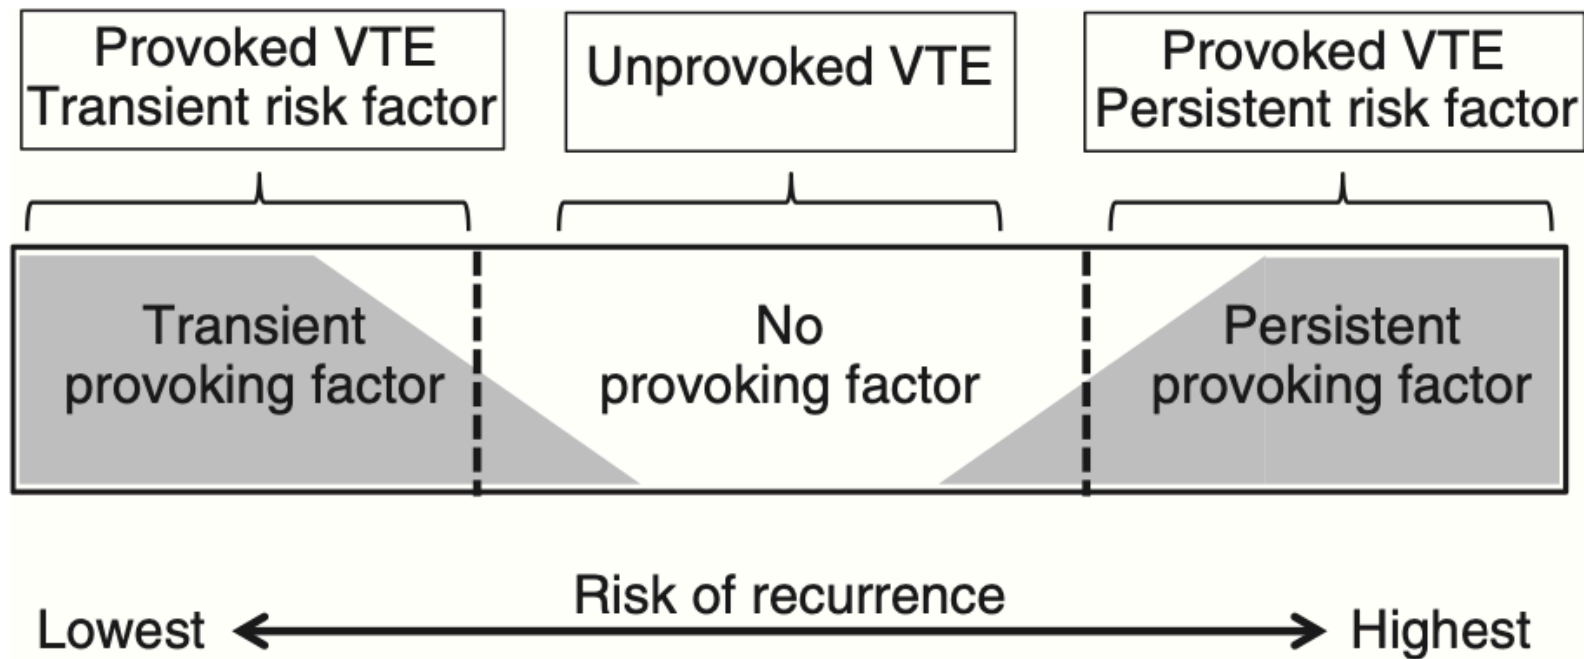 Provoked VTE
Transient risk factor
Unprovoked VTE
Provoked VTE
Persistent risk factor
Transient
provoking factor
No
provoking factor
Persistent
provoking factor
Risk of recurrence
Lowest
Highest